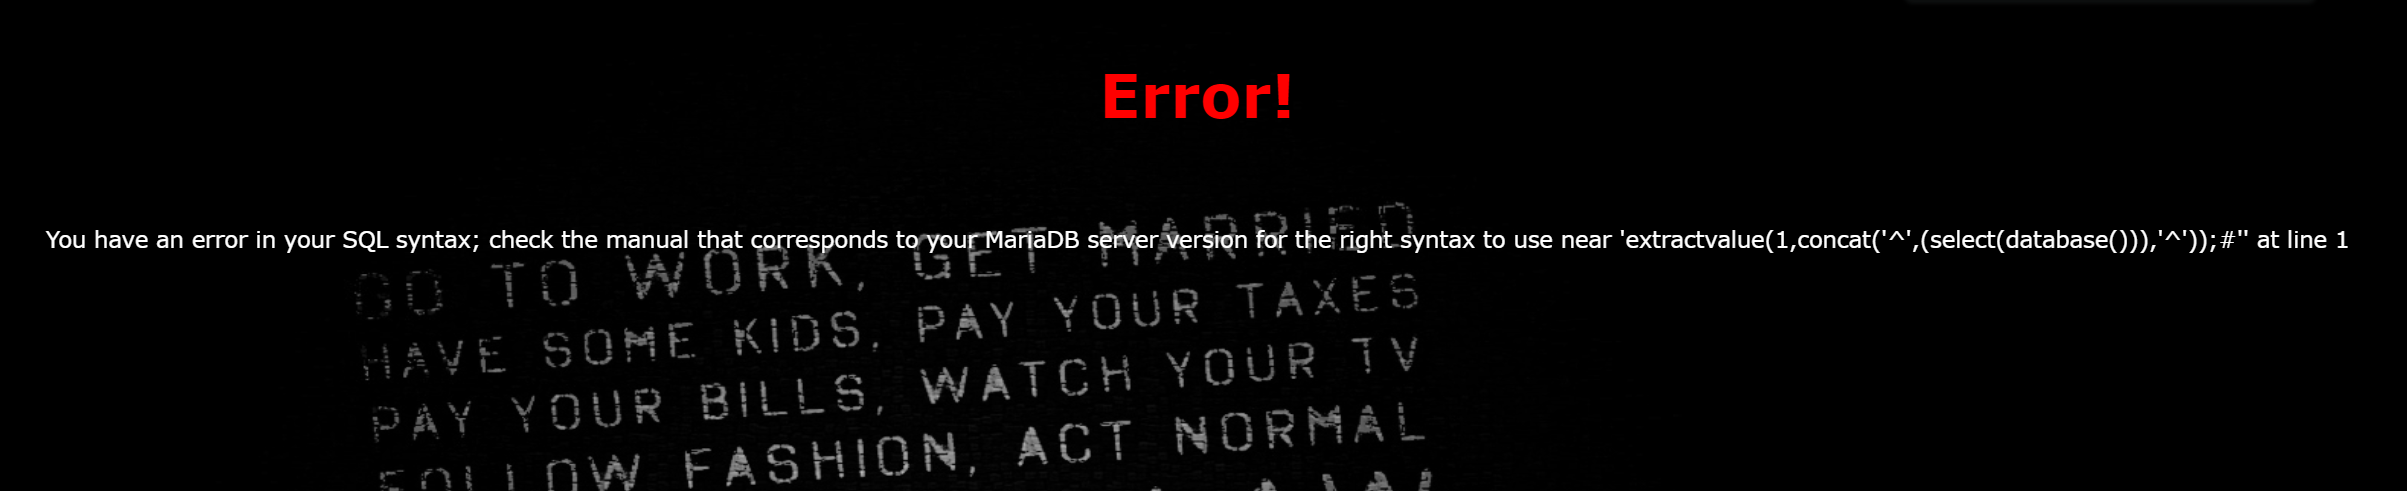 Error!
You have an error in your SQL syntax; check the manual that corresponds to your MariaDB server version for the right syntax to use near 'extractvalue(1,concat('^',(select(database())),'^'));#'' at line 1
GO TO WORK, GET MARRIED
HAVE SOME KIDS, PAY YOUR TAXES
PAY YOUR BILLS, WATCH YOUR TV
FOLLOW FASHION, ACT NORMAL